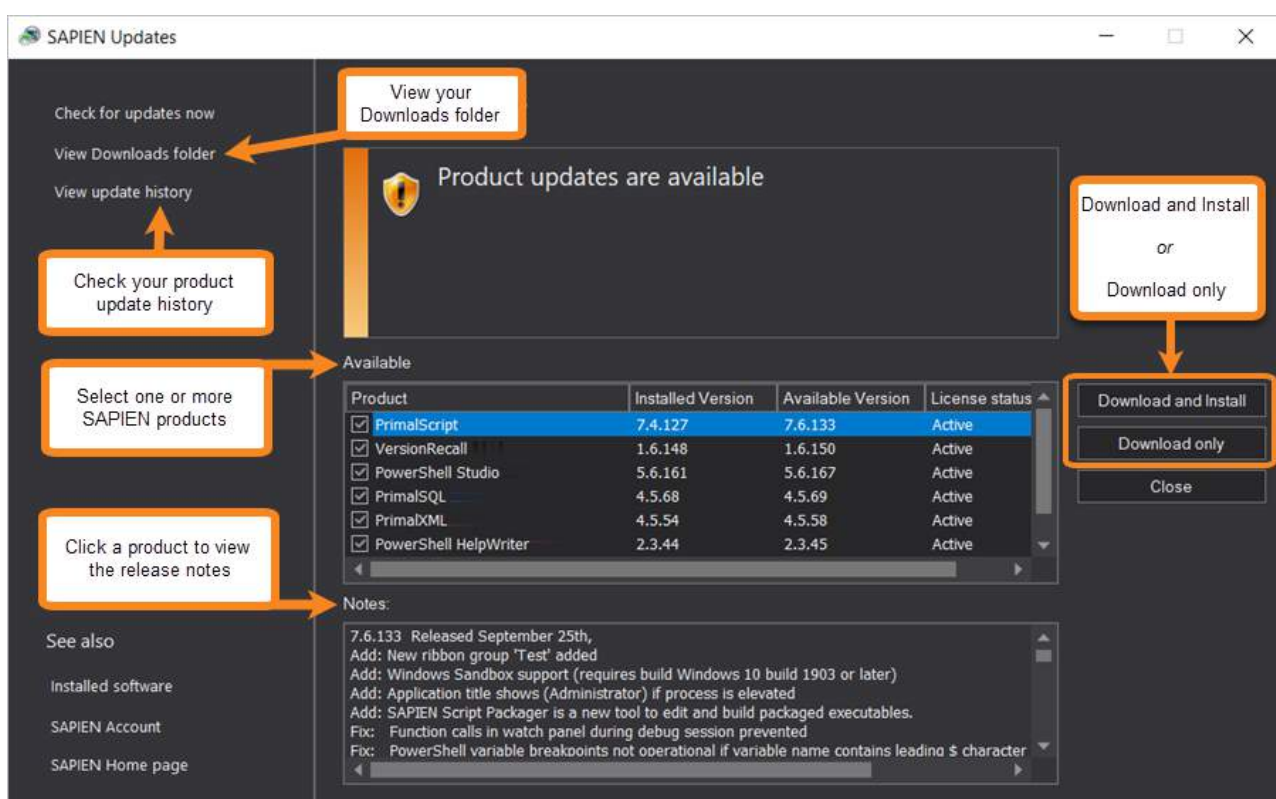 SAPIEN Updates
Check for updates now
View Downloads folder
View update history
View your
Downloads folder
Check your product
update history
Product updates are available
Download and Install
or
Download only
Select one or more
SAPIEN products
Available
Product Installed Version Available Version License status
PrimalScript 7.4.127 7.6.133 Active
VersionRecall 1.6.148 1.6.150 Active
PowerShell Studio 5.6.161 5.6.167 Active
PrimalSQL 4.5.68 4.5.69 Active
PrimalXML 4.5.54 4.5.58 Active
PowerShell HelpWriter 2.3.44 2.3.45 Active
Download and Install
Download only
Close
Click a product to view
the release notes
Notes:
7.6.133 Released September 25th,
Add: New ribbon group 'Test' added
Add: Windows Sandbox support (requires build Windows 10 build 1903 or later)
Add: Application title shows (Administrator) if process is elevated
Add: SAPIEN Script Packager is a new tool to edit and build packaged executables.
Fix: Function calls in watch panel during debug session prevented
Fix: PowerShell variable breakpoints not operational if variable name contains leading $ character
See also
Installed software
SAPIEN Account
SAPIEN Home page